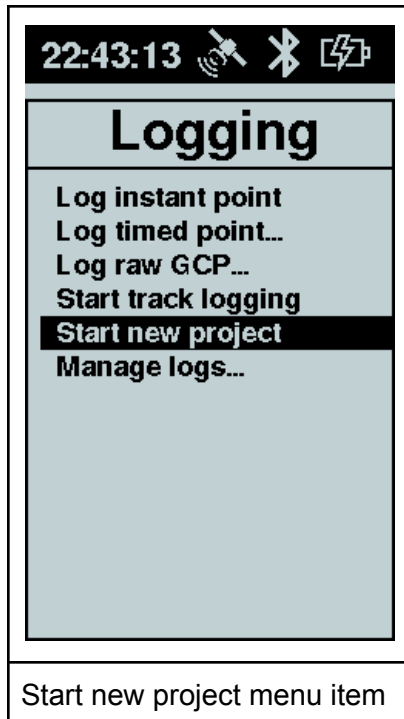 22:43:13
Logging
Log instant point
Log timed point...
Log raw GCP...
Start track logging
Start new project
Manage logs...
Start new project menu item